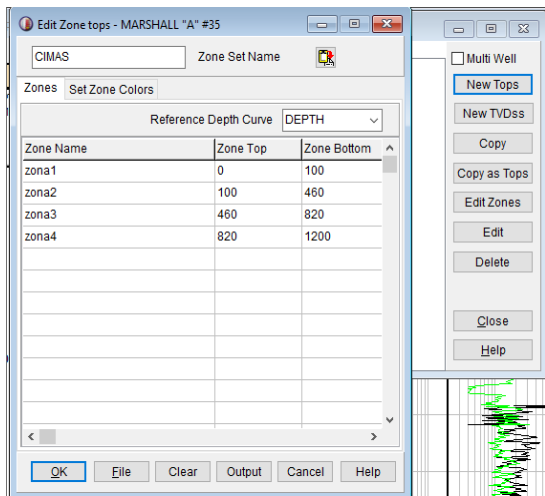 Edit Zone tops - MARSHALL "A" #35
CIMAS Zone Set Name
Zones Set Zone Colors
Reference Depth Curve DEPTH
Zone Name Zone Top Zone Bottom
zona1 0 100
zona2 100 460
zona3 460 820
zona4 820 1200
OK File Clear Output Cancel Help
Multi Well
New Tops
New TVDss
Copy
Copy as Tops
Edit Zones
Edit
Delete
Close
Help